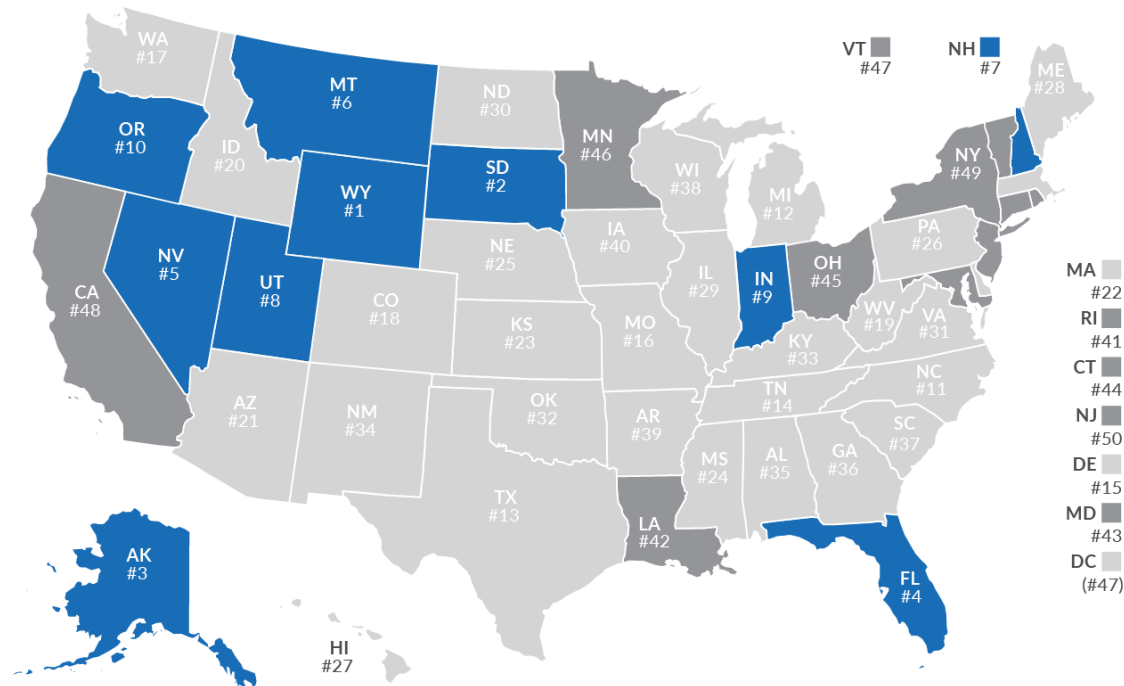 WA
#17
MT
#6
ND
#30
MN
#46
VT
#47
NH
#7
ME
#28
OR
#10
ID
#20
WY
#1
SD
#2
WI
#38
MI
#12
NY
#49
NV
#5
UT
#8
CO
#18
NE
#25
IA
#40
IL
#29
IN
#9
OH
#45
PA
#26
CA
#48
KS
#23
MO
#16
KY
#33
WV
#19
VA
#31
MA
#22
RI
#41
CT
#44
NJ
#50
DE
#15
MD
#43
DC
(#47)
AZ
#21
NM
#34
OK
#32
AR
#39
TN
#14
NC
#11
SC
#37
MS
#24
AL
#35
GA
#36
TX
#13
LA
#42
FL
#4
AK
#3
HI
#27